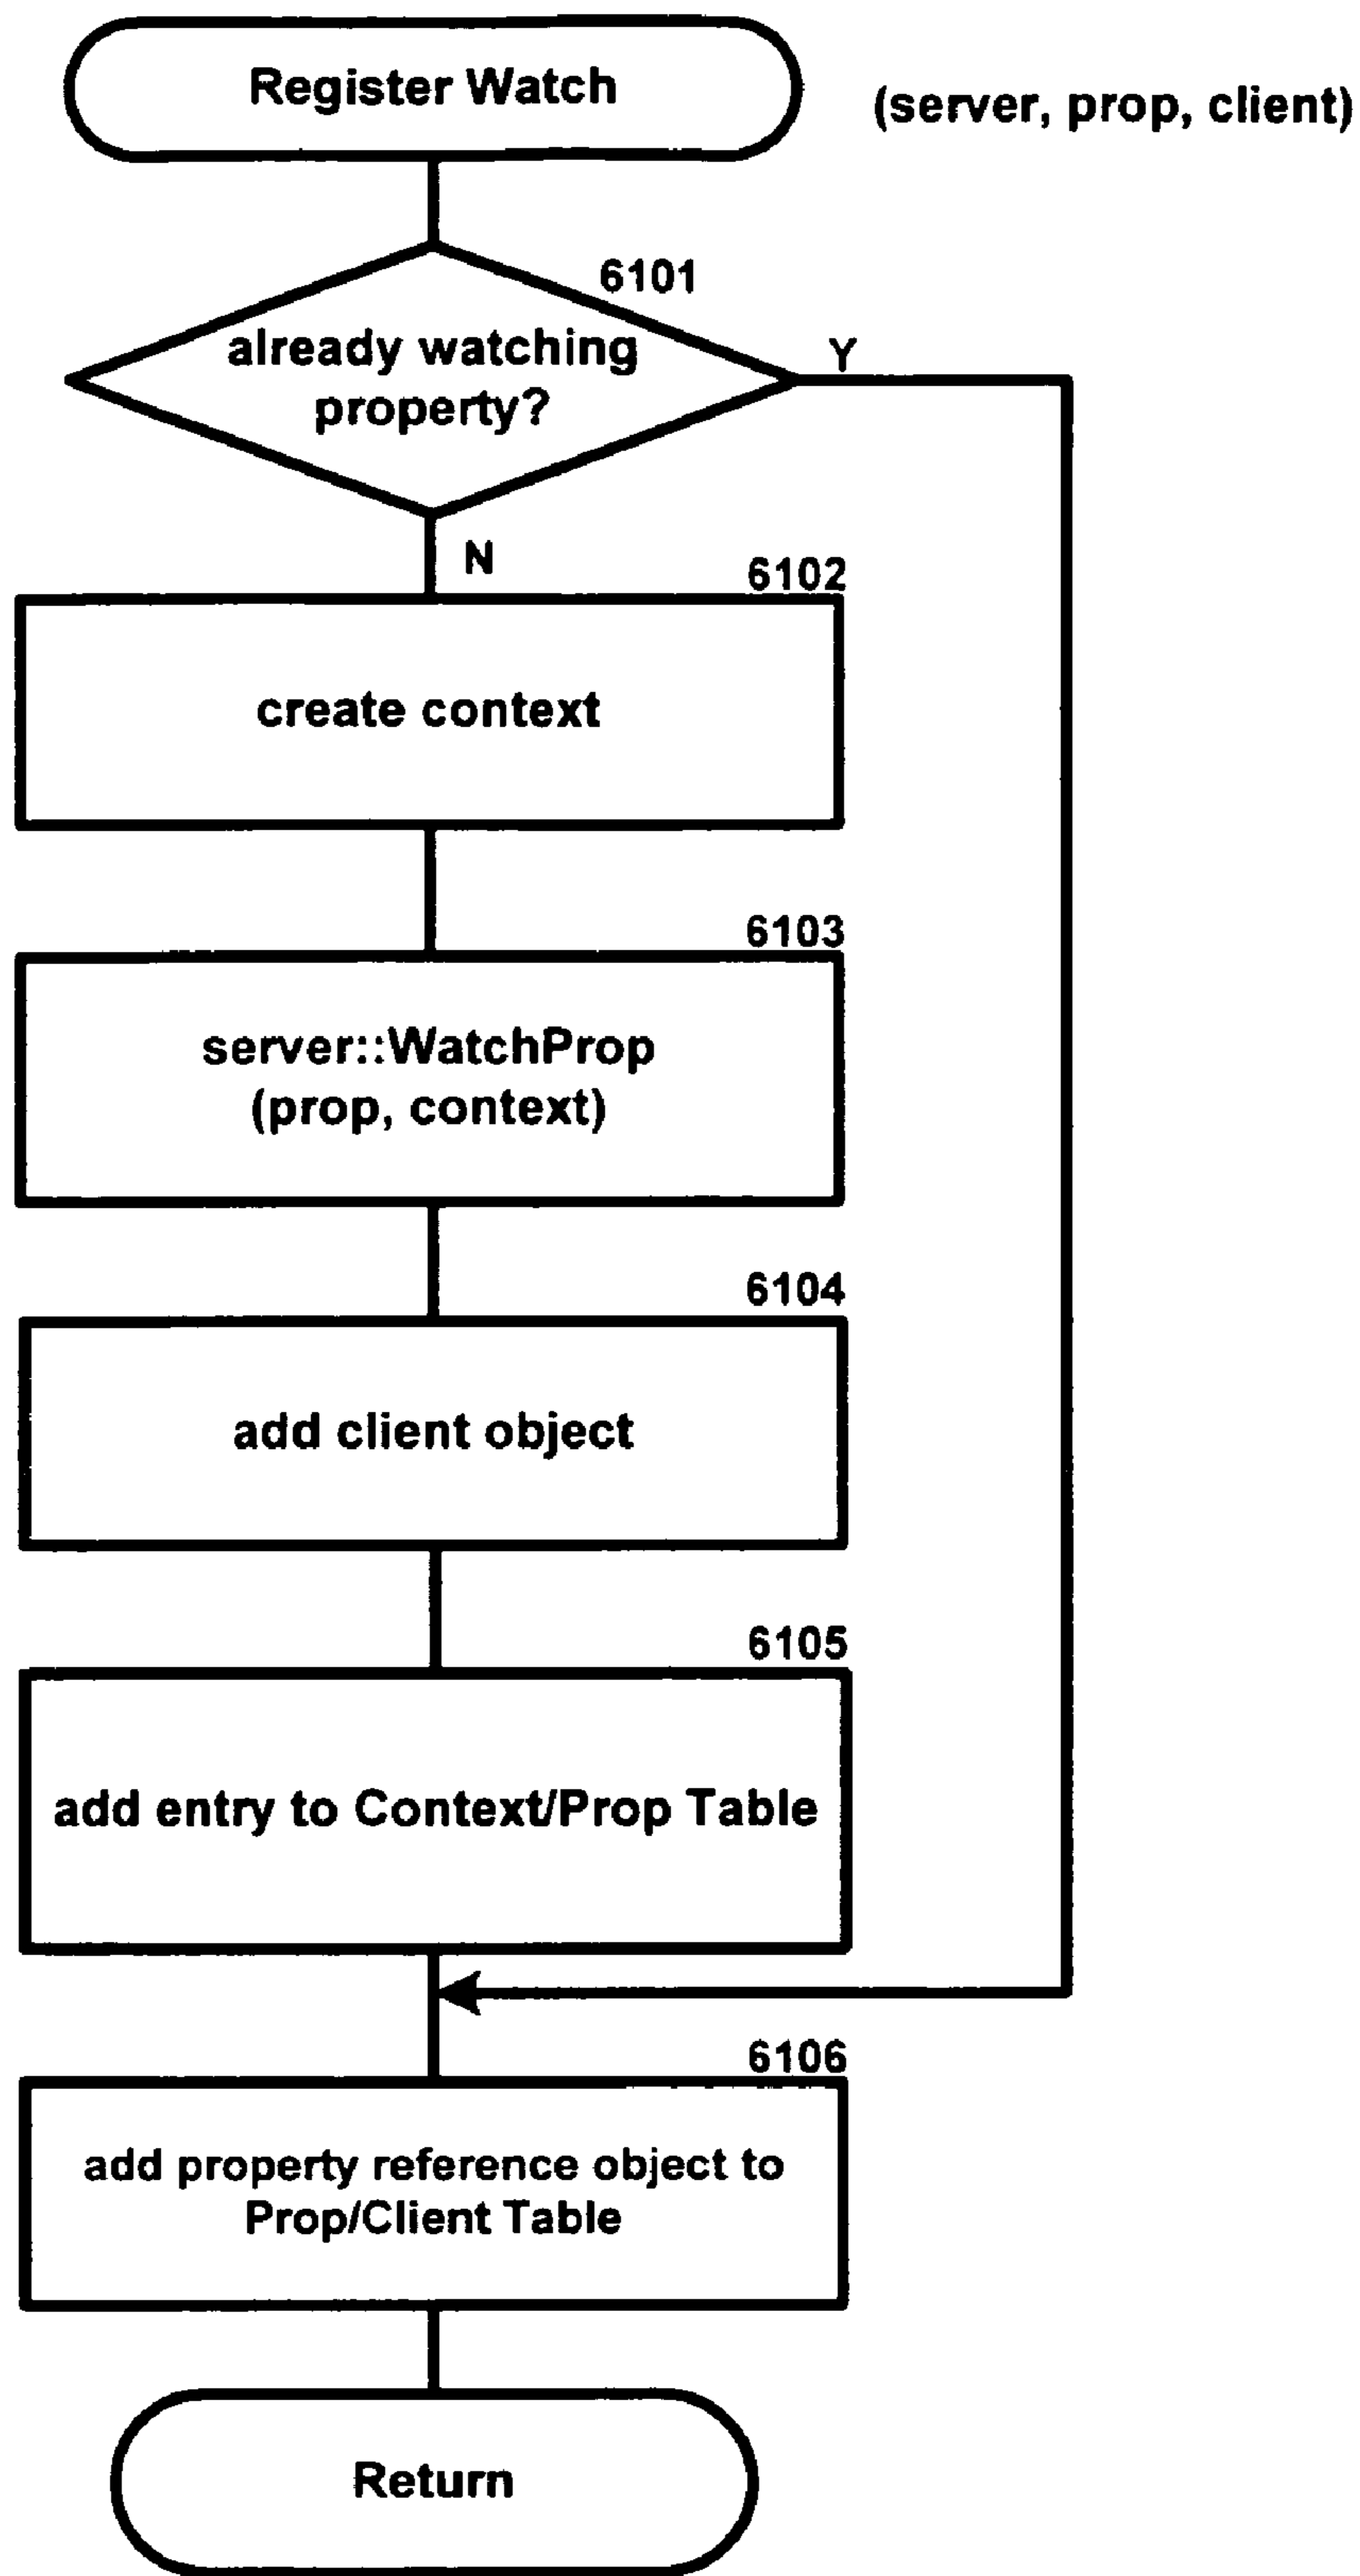 Register Watch
(server, prop, client)
6101
already watching
property?
Y
N
6102
create context
6103
server::WatchProp
(prop, context)
6104
add client object
6105
add entry to Context/Prop Table
6106
add property reference object to
Prop/Client Table
Return